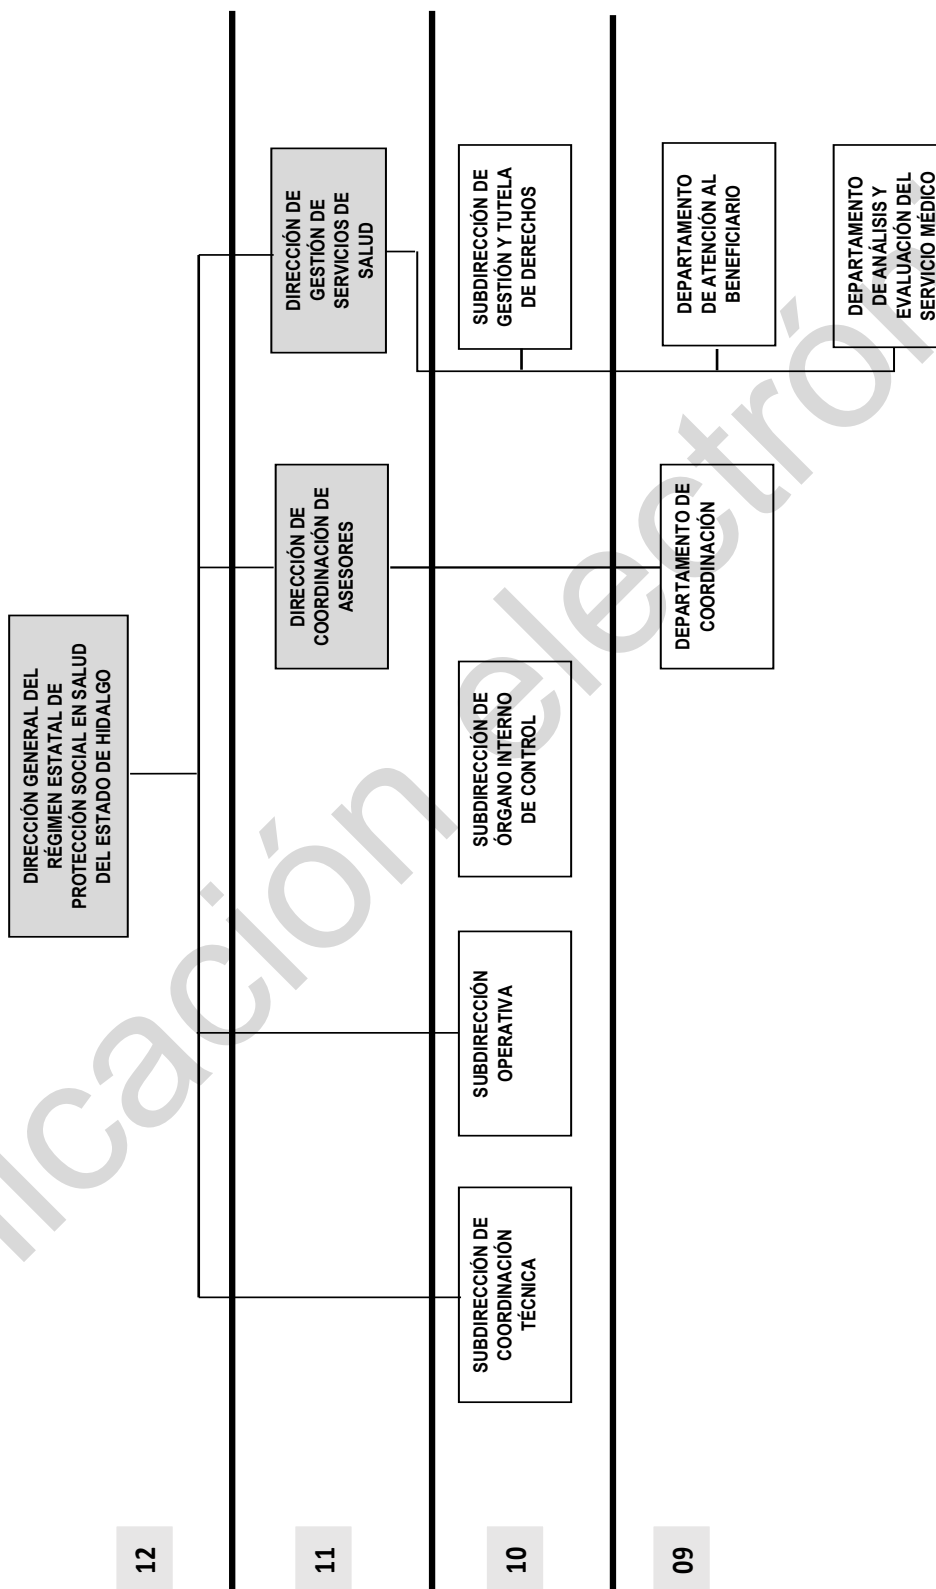 12
DIRECCIÓN GENERAL DEL
RÉGIMEN ESTATAL DE
PROTECCIÓN SOCIAL EN SALUD
DEL ESTADO DE HIDALGO
11
DIRECCIÓN DE
COORDINACIÓN DE
ASESORES
DIRECCIÓN DE
GESTIÓN DE
SERVICIOS DE
SALUD
10
SUBDIRECCIÓN DE
COORDINACIÓN
TÉCNICA
SUBDIRECCIÓN
OPERATIVA
SUBDIRECCIÓN DE
ÓRGANO INTERNO
DE CONTROL
SUBDIRECCIÓN DE
GESTIÓN Y TUTELA
DE DERECHOS
09
DEPARTAMENTO DE
COORDINACIÓN
DEPARTAMENTO
DE ATENCIÓN AL
BENEFICIARIO
DEPARTAMENTO
DE ANÁLISIS Y
EVALUACIÓN DEL
SERVICIO MÉDICO
icación electrón